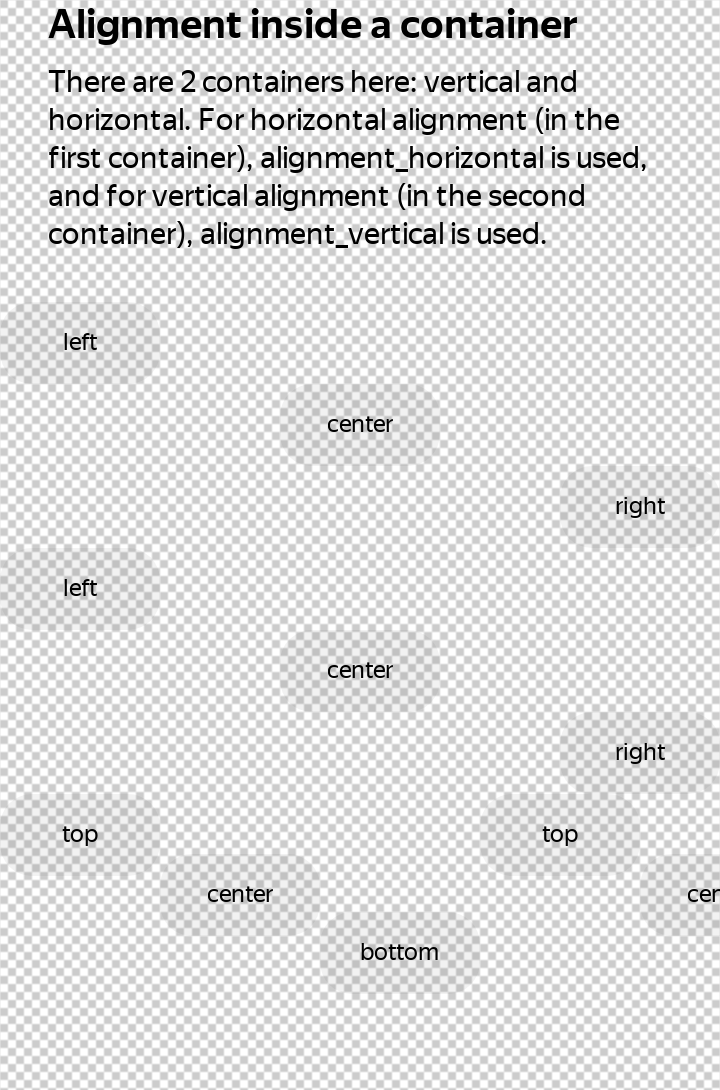 Alignment inside a container
There are 2 containers here: vertical and
horizontal. For horizontal alignment (in the
first container), alignment_horizontal is used,
and for vertical alignment (in the second
container), alignment_vertical is used.
left
center
right
left
center
right
top top
center cer
bottom